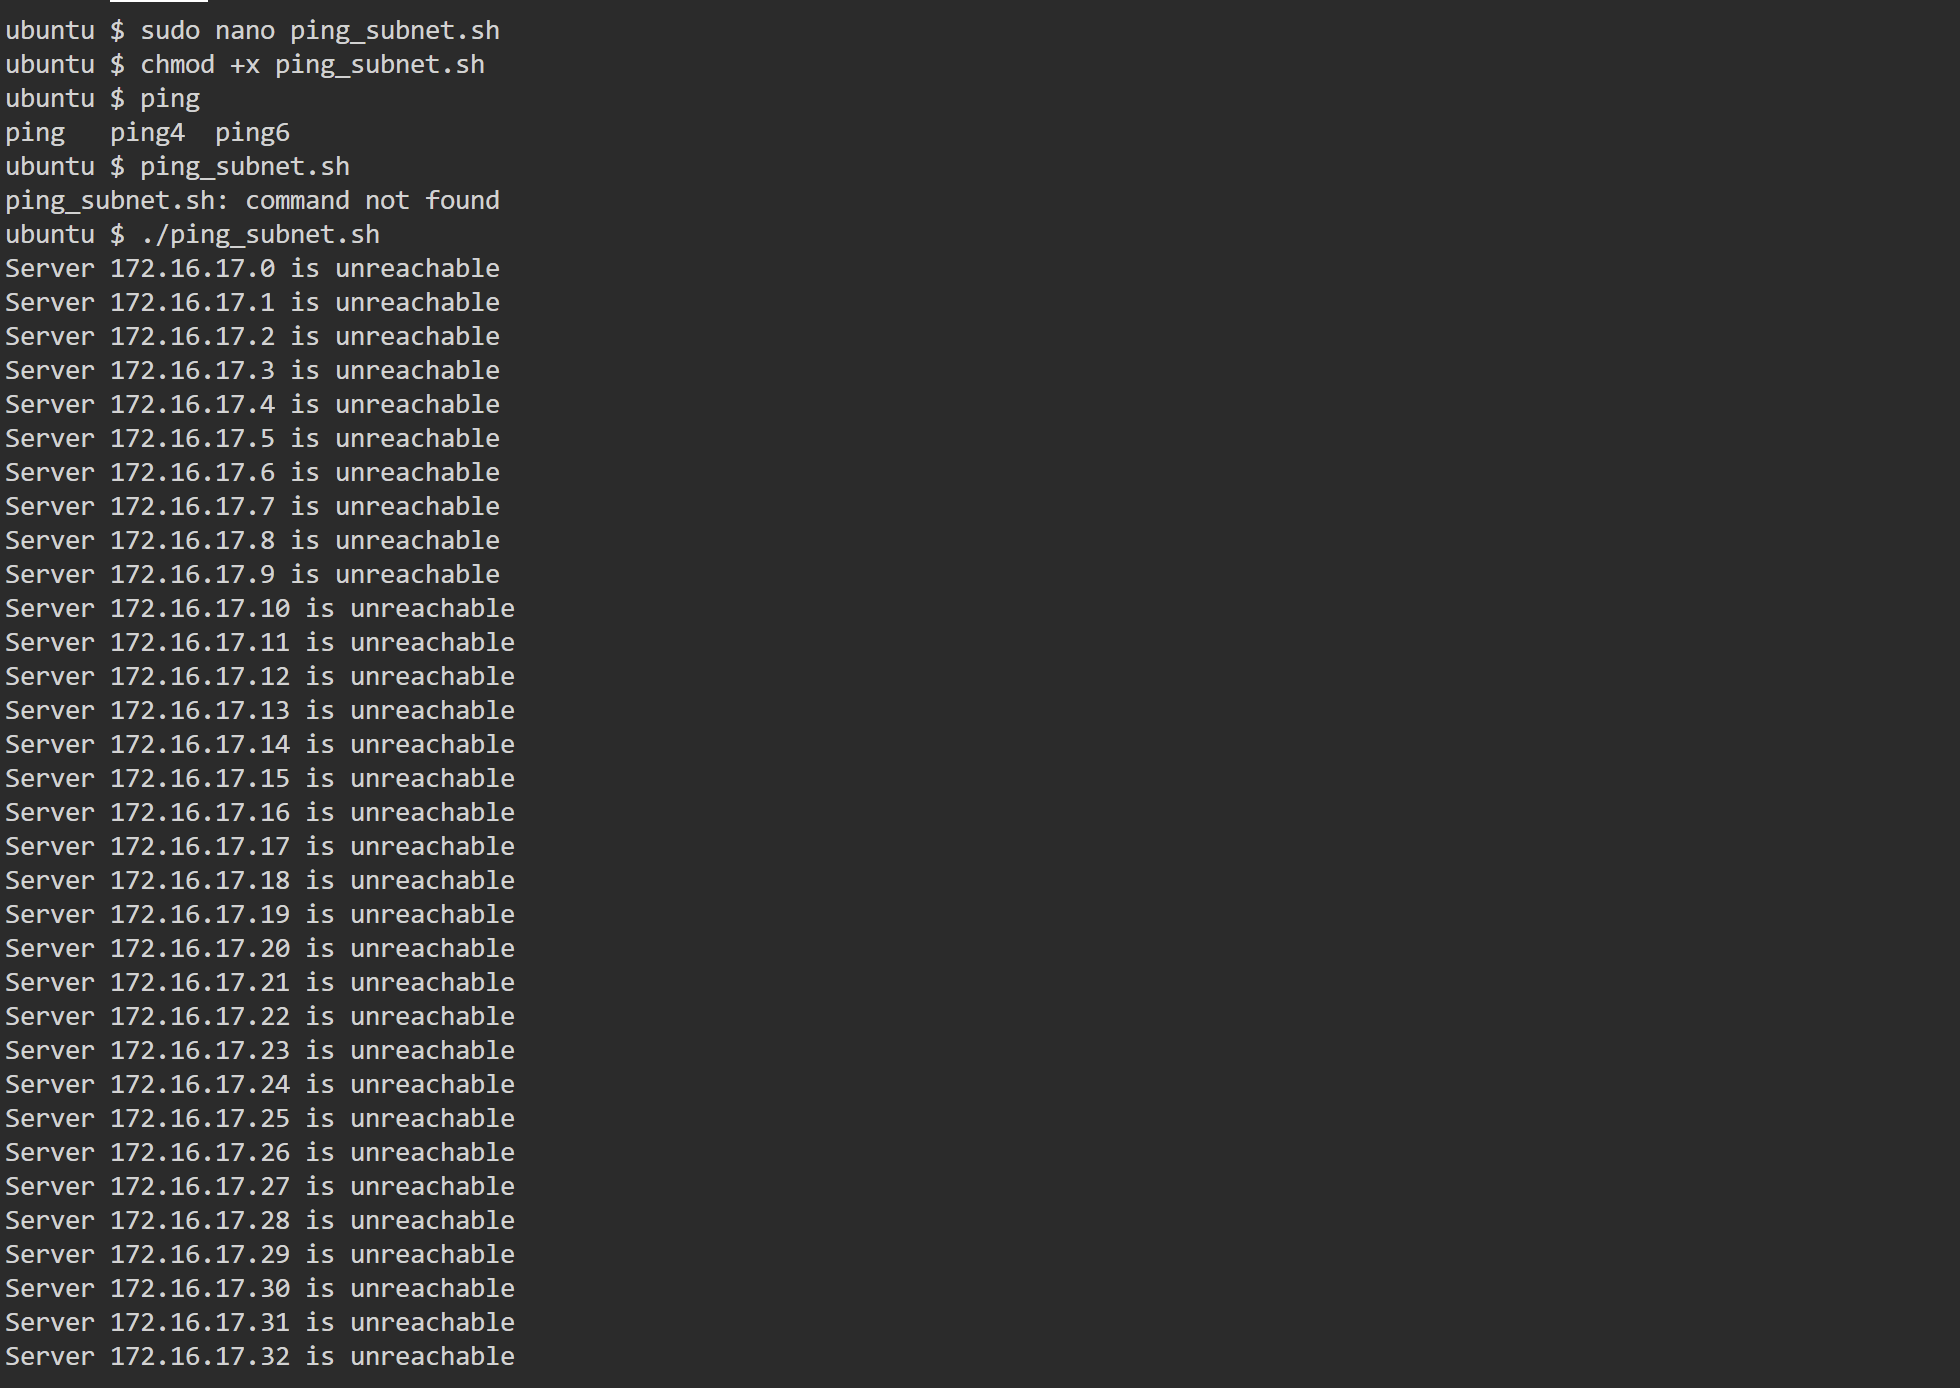 ubuntu $ sudo nano ping_subnet.sh
ubuntu $ chmod +x ping_subnet.sh
ubuntu $ ping
ping   ping4  ping6
ubuntu $ ping_subnet.sh
ping_subnet.sh: command not found
ubuntu $ ./ping_subnet.sh
Server 172.16.17.0 is unreachable
Server 172.16.17.1 is unreachable
Server 172.16.17.2 is unreachable
Server 172.16.17.3 is unreachable
Server 172.16.17.4 is unreachable
Server 172.16.17.5 is unreachable
Server 172.16.17.6 is unreachable
Server 172.16.17.7 is unreachable
Server 172.16.17.8 is unreachable
Server 172.16.17.9 is unreachable
Server 172.16.17.10 is unreachable
Server 172.16.17.11 is unreachable
Server 172.16.17.12 is unreachable
Server 172.16.17.13 is unreachable
Server 172.16.17.14 is unreachable
Server 172.16.17.15 is unreachable
Server 172.16.17.16 is unreachable
Server 172.16.17.17 is unreachable
Server 172.16.17.18 is unreachable
Server 172.16.17.19 is unreachable
Server 172.16.17.20 is unreachable
Server 172.16.17.21 is unreachable
Server 172.16.17.22 is unreachable
Server 172.16.17.23 is unreachable
Server 172.16.17.24 is unreachable
Server 172.16.17.25 is unreachable
Server 172.16.17.26 is unreachable
Server 172.16.17.27 is unreachable
Server 172.16.17.28 is unreachable
Server 172.16.17.29 is unreachable
Server 172.16.17.30 is unreachable
Server 172.16.17.31 is unreachable
Server 172.16.17.32 is unreachable